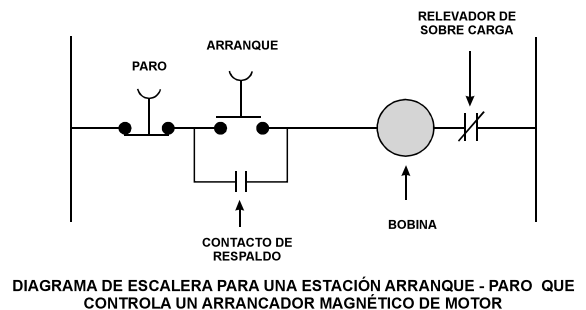 RELEVADOR DE
SOBRE CARGA
ARRANQUE
PARO
BOBINA
CONTACTO DE
RESPALDO
DIAGRAMA DE ESCALERA PARA UNA ESTACIÓN ARRANQUE - PARO QUE
CONTROLA UN ARRANCADOR MAGNÉTICO DE MOTOR